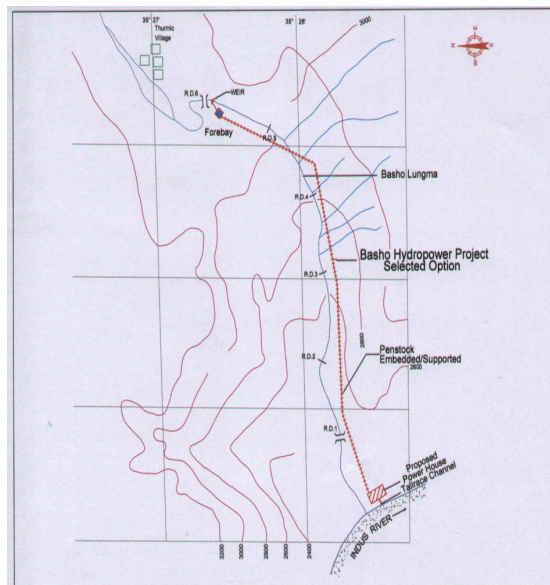 35° 27'
35° 28'
3000
Thurmic
Village
R.D.6
WEIR
Forebay
R.D.5
Basho Lungma
R.D.4
Basho Hydropower Project
Selected Option
R.D.3
2800
Penstock
Embedded/Supported
R.D.2
2600
R.D.1
Proposed
Power House
Tailrace Channel
INDUS RIVER
3200
3000
2800
2600
2400